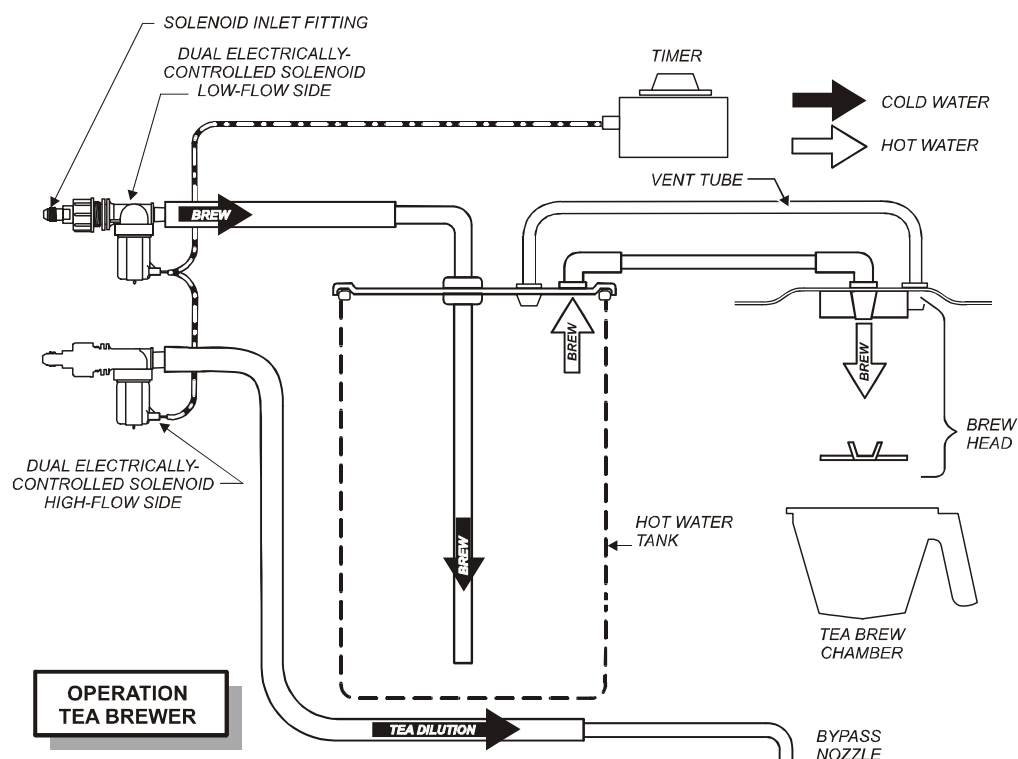 SOLENOID INLET FITTING
DUAL ELECTRICALLY-
CONTROLLED SOLENOID
LOW-FLOW SIDE
TIMER
COLD WATER
HOT WATER
VENT TUBE
BREW
BREW
BREW
BREW
BREW
HEAD
DUAL ELECTRICALLY-
CONTROLLED SOLENOID
HIGH-FLOW SIDE
HOT WATER
TANK
TEA BREW
CHAMBER
OPERATION
TEA BREWER
TEA DILUTION
BYPASS
NOZZLE